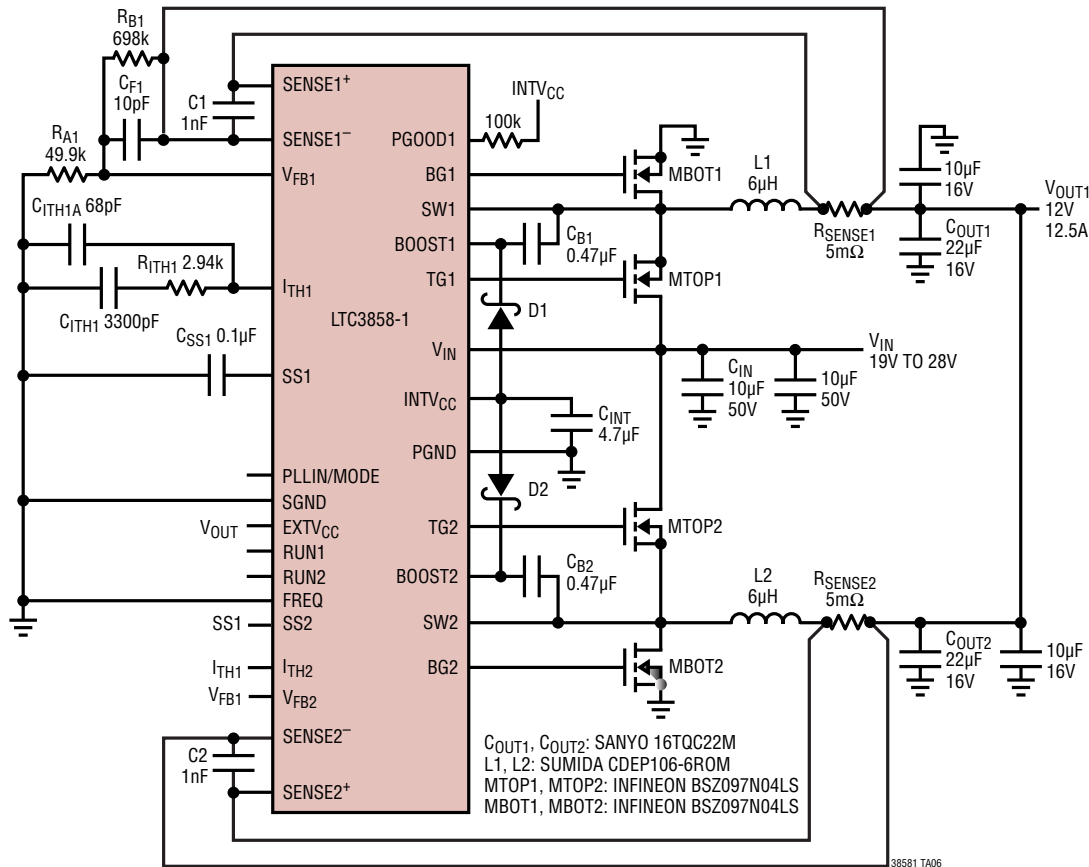 RB1
698k
CF1
10pF
C1
1nF
RA1
49.9k
CITH1A 68pF
RITH1 2.94k
CITH1 3300pF
CSS1 0.1µF
VOUT
SS1
ITH1
VFB1
C2
1nF
SENSE1+
SENSE1–
VFB1
ITH1
SS1
PLLIN/MODE
SGND
EXTVCC
RUN1
RUN2
FREQ
SS2
ITH2
VFB2
SENSE2–
SENSE2+
LTC3858-1
PGOOD1
BG1
SW1
BOOST1
TG1
VIN
INTVCC
PGND
TG2
BOOST2
SW2
BG2
INTVCC
100k
MBOT1
L1
6µH
RSENSE1
5mΩ
10µF
16V
VOUT1
12V
12.5A
COUT1
22µF
16V
CB1
0.47µF
MTOP1
D1
VIN
19V TO 28V
CIN
10µF
50V
10µF
50V
CINT
4.7µF
D2
MTOP2
CB2
0.47µF
L2
6µH
RSENSE2
5mΩ
MBOT2
COUT2
22µF
16V
10µF
16V
COUT1, COUT2: SANYO 16TQC22M
L1, L2: SUMIDA CDEP106-6ROM
MTOP1, MTOP2: INFINEON BSZ097N04LS
MBOT1, MBOT2: INFINEON BSZ097N04LS
38581 TA06